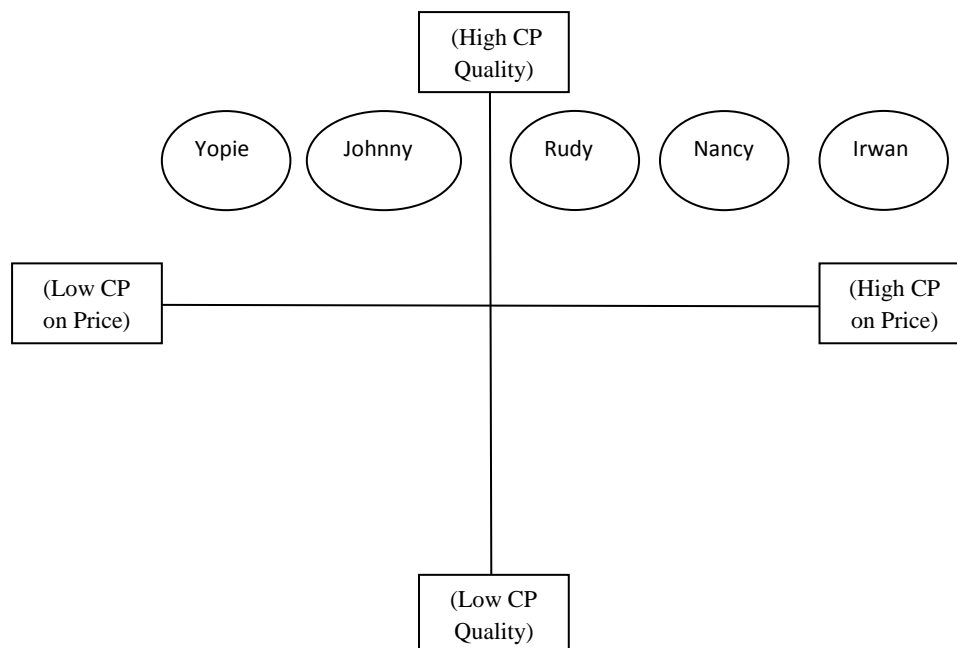 (High CP
Quality)
Yopie
Johnny
Rudy
Nancy
Irwan
(Low CP
on Price)
(High CP
on Price)
(Low CP
Quality)